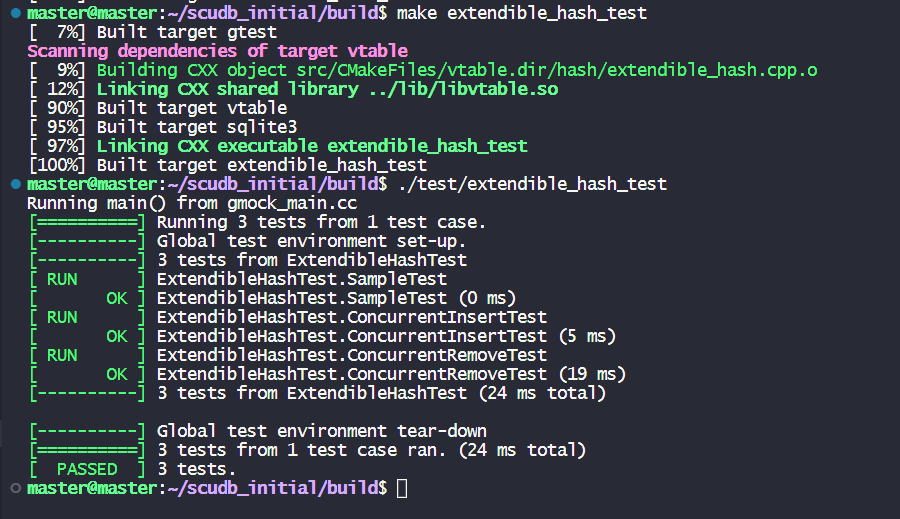 master@master:~/scudb_initial/build$ make extendible_hash_test
[  7%] Built target gtest
Scanning dependencies of target vtable
[  9%] Building CXX object src/CMakeFiles/vtable.dir/hash/extendible_hash.cpp.o
[ 12%] Linking CXX shared library ../lib/libvtable.so
[ 90%] Built target vtable
[ 95%] Built target sqlite3
[ 97%] Linking CXX executable extendible_hash_test
[100%] Built target extendible_hash_test
master@master:~/scudb_initial/build$ ./test/extendible_hash_test
Running main() from gmock_main.cc
[==========] Running 3 tests from 1 test case.
[----------] Global test environment set-up.
[----------] 3 tests from ExtendibleHashTest
[ RUN      ] ExtendibleHashTest.SampleTest
[       OK ] ExtendibleHashTest.SampleTest (0 ms)
[ RUN      ] ExtendibleHashTest.ConcurrentInsertTest
[       OK ] ExtendibleHashTest.ConcurrentInsertTest (5 ms)
[ RUN      ] ExtendibleHashTest.ConcurrentRemoveTest
[       OK ] ExtendibleHashTest.ConcurrentRemoveTest (19 ms)
[----------] 3 tests from ExtendibleHashTest (24 ms total)
[----------] Global test environment tear-down
[==========] 3 tests from 1 test case ran. (24 ms total)
[  PASSED  ] 3 tests.
master@master:~/scudb_initial/build$